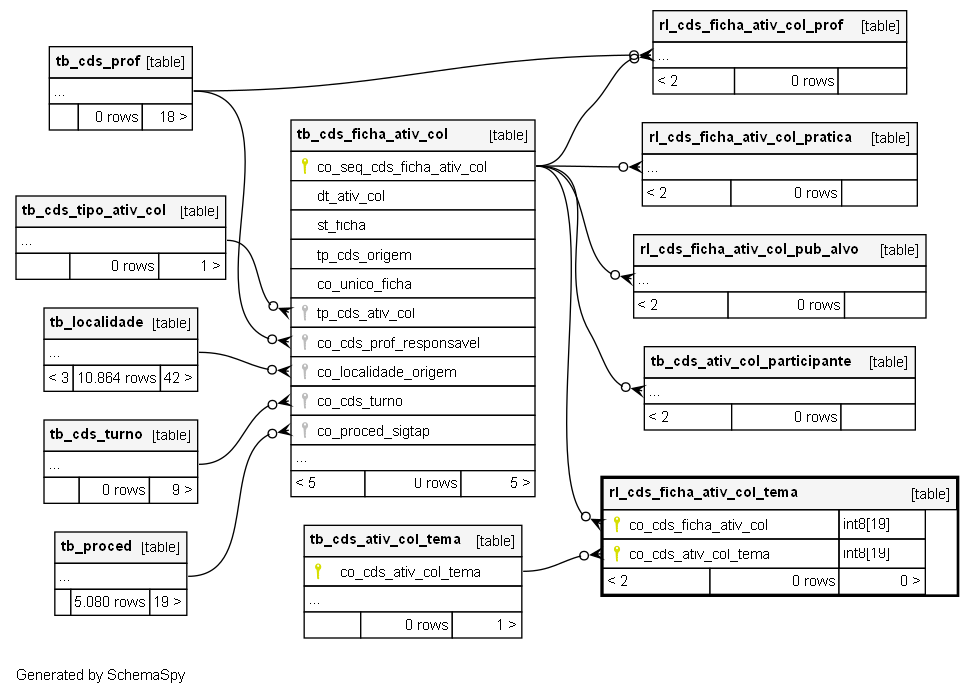 tb_cds_prof [table]
...
0 rows 18 >
tb_cds_tipo_ativ_col [table]
...
0 rows 1 >
tb_localidade [table]
...
< 3 10.864 rows 42 >
tb_cds_turno [table]
...
0 rows 9 >
tb_proced [table]
...
5.080 rows 19 >
tb_cds_ficha_ativ_col [table]
co_seq_cds_ficha_ativ_col
dt_ativ_col
st_ficha
tp_cds_origem
co_unico_ficha
tp_cds_ativ_col
co_cds_prof_responsavel
co_localidade_origem
co_cds_turno
co_proced_sigtap
...
< 5 0 rows 5 >
tb_cds_ativ_col_tema [table]
co_cds_ativ_col_tema
...
0 rows 1 >
rl_cds_ficha_ativ_col_prof [table]
...
< 2 0 rows
rl_cds_ficha_ativ_col_pratica [table]
...
< 2 0 rows
rl_cds_ficha_ativ_col_pub_alvo [table]
...
< 2 0 rows
tb_cds_ativ_col_participante [table]
...
< 2 0 rows
rl_cds_ficha_ativ_col_tema [table]
co_cds_ficha_ativ_col int8[19]
co_cds_ativ_col_tema int8[19]
< 2 0 rows 0 >
Generated by SchemaSpy